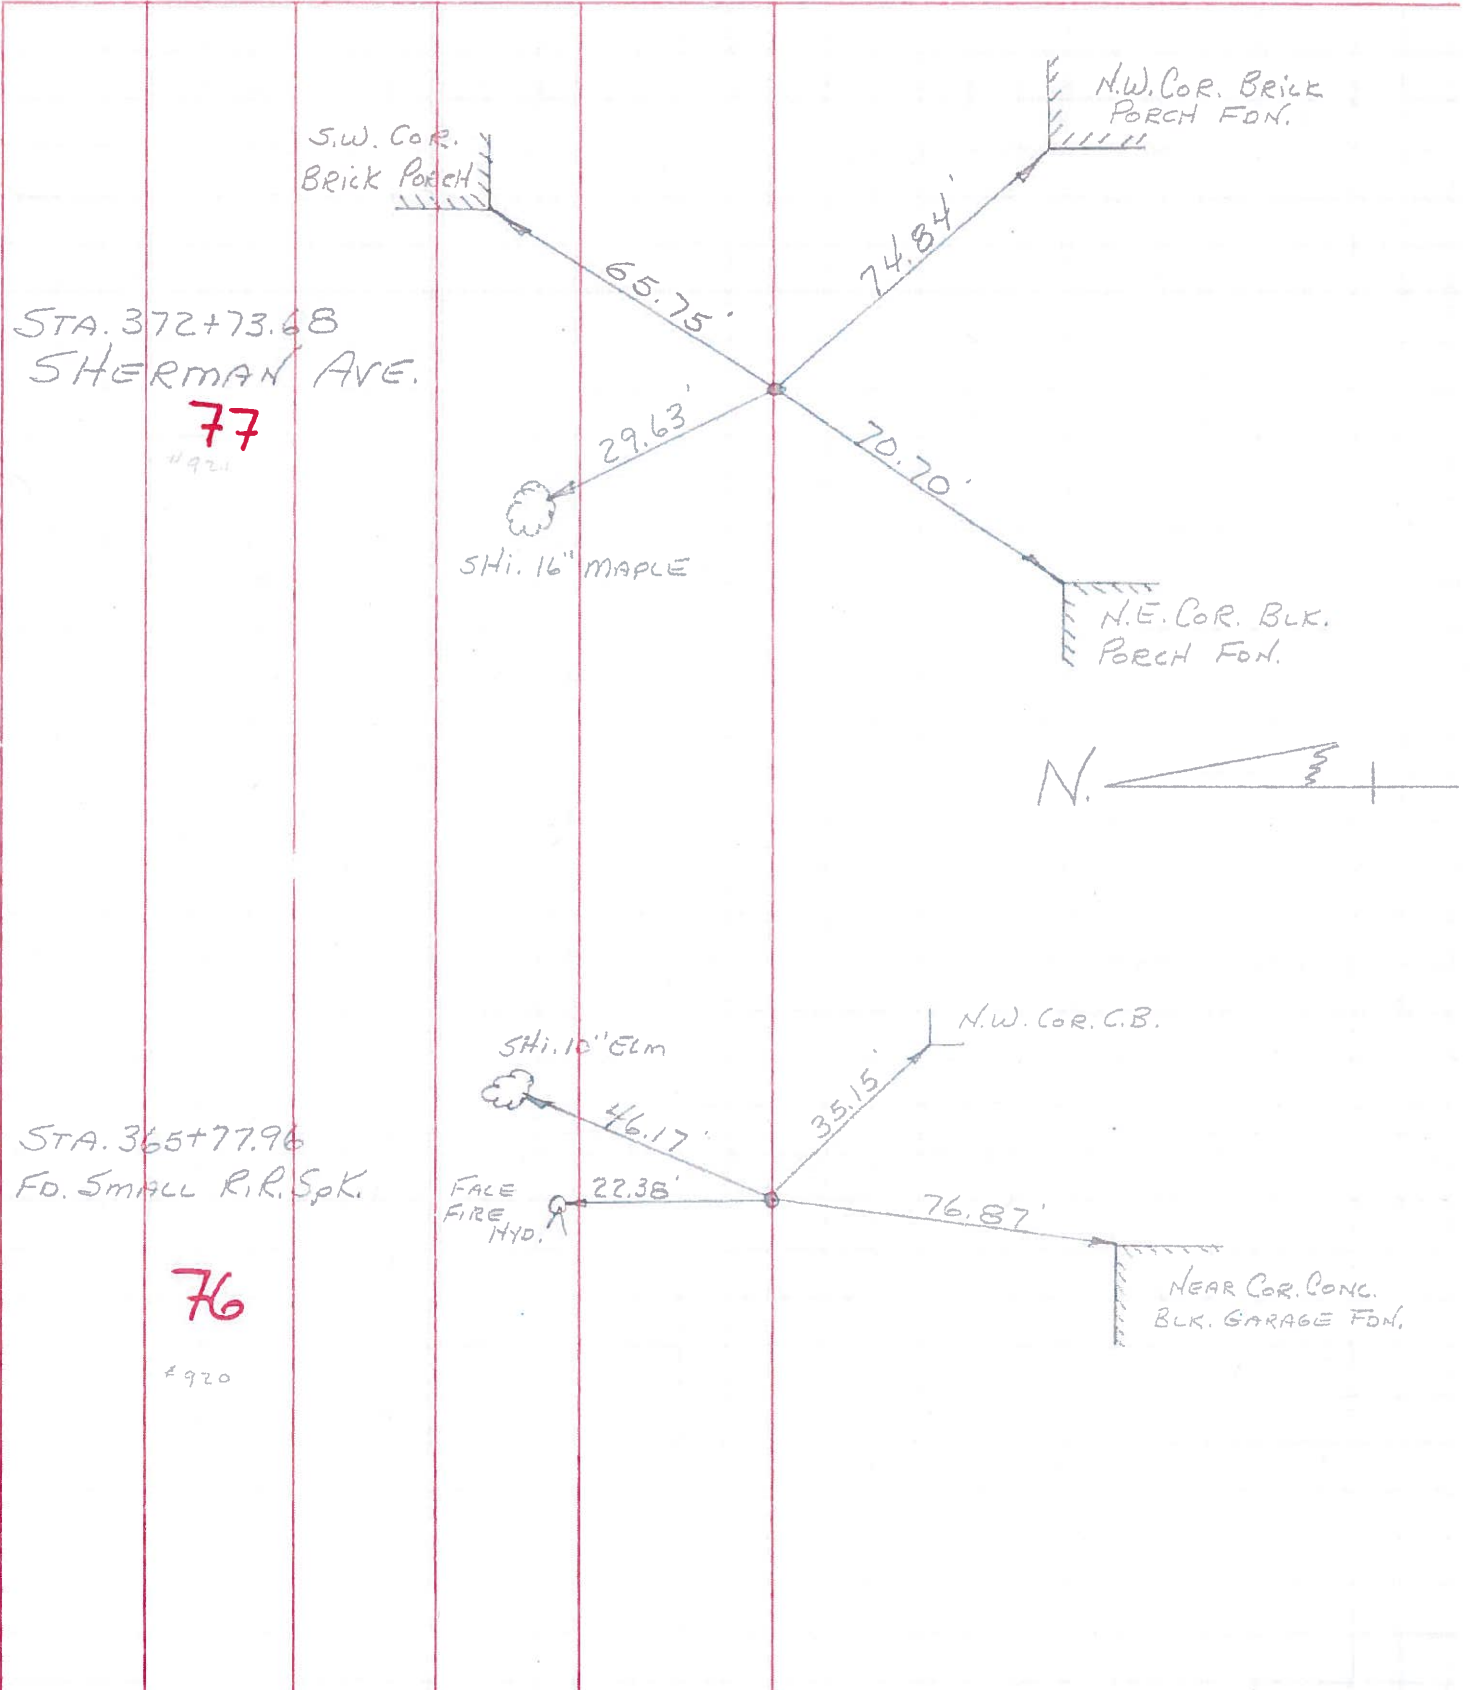 N.W. COR. BRICK
PORCH FDN.
S.W. COR.
BRICK PORCH
74.84'
65.75'
STA. 372+73.68
SHERMAN AVE.
77
#921
29.63'
70.70'
SHI. 16" MAPLE
N.E. COR. BLK.
PORCH FDN.
N.
N.W. COR. C.B.
SHI. 10" ELM
35.15'
46.17'
STA. 365+77.96
FD. SMALL R.R. SpK.
FACE
FIRE
HYD.
22.38'
76.87'
76
NEAR COR. CONC.
BLK. GARAGE FDN.
#920